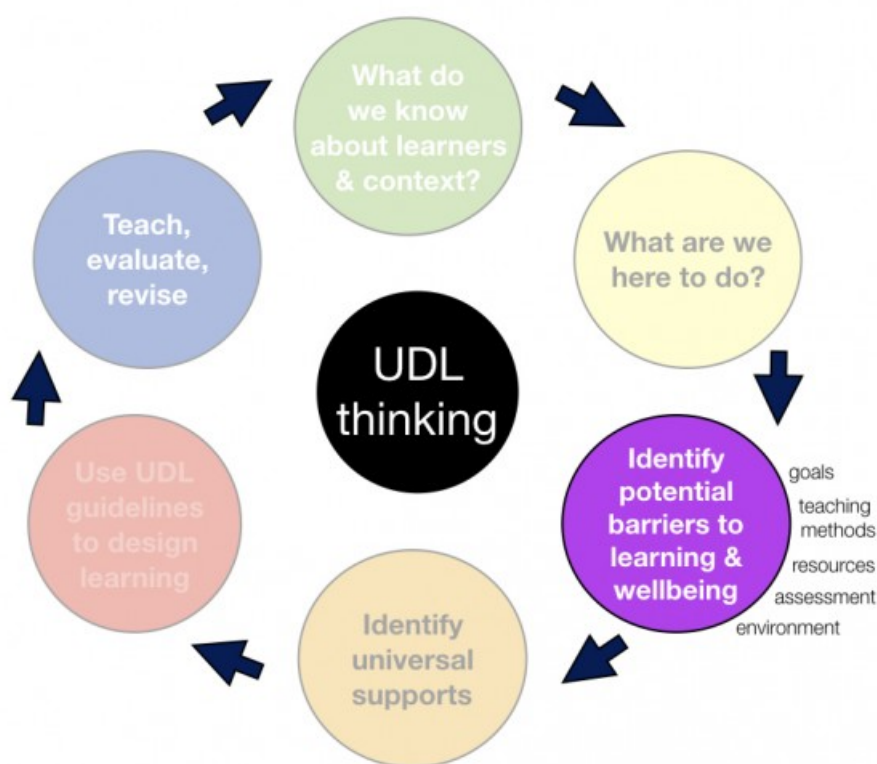 What do
we know
about learners
& context?
What are we
here to do?
Identify
potential
barriers to
learning &
wellbeing
goals
teaching
methods
resources
assessment
environment
Identify
universal
supports
Use UDL
guidelines
to design
learning
Teach,
evaluate,
revise
UDL
thinking